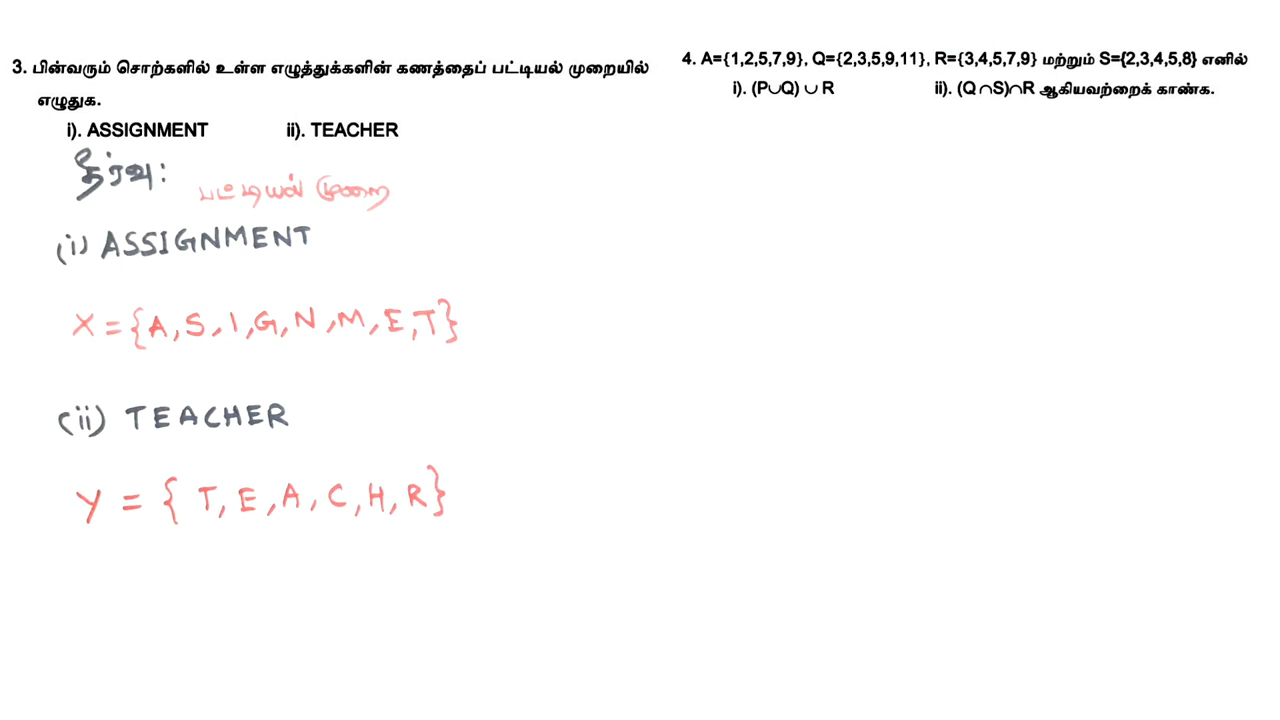 3. பின்வரும் சொற்களில் உள்ள எழுத்துக்களின் கணத்தைப் பட்டியல் முறையில்
எழுதுக.
i). ASSIGNMENT ii). TEACHER
தீர்வு :
பட்டியல் முறை
(i) ASSIGNMENT
X = {A, S, I, G, N, M, E, T}
(ii) TEACHER
Y = { T, E, A, C, H, R}
4. A={1,2,5,7,9}, Q={2,3,5,9,11}, R={3,4,5,7,9} மற்றும் S={2,3,4,5,8} எனில்
i). (P∪Q) ∪ R ii). (Q ∩S)∩R ஆகியவற்றைக் காண்க.